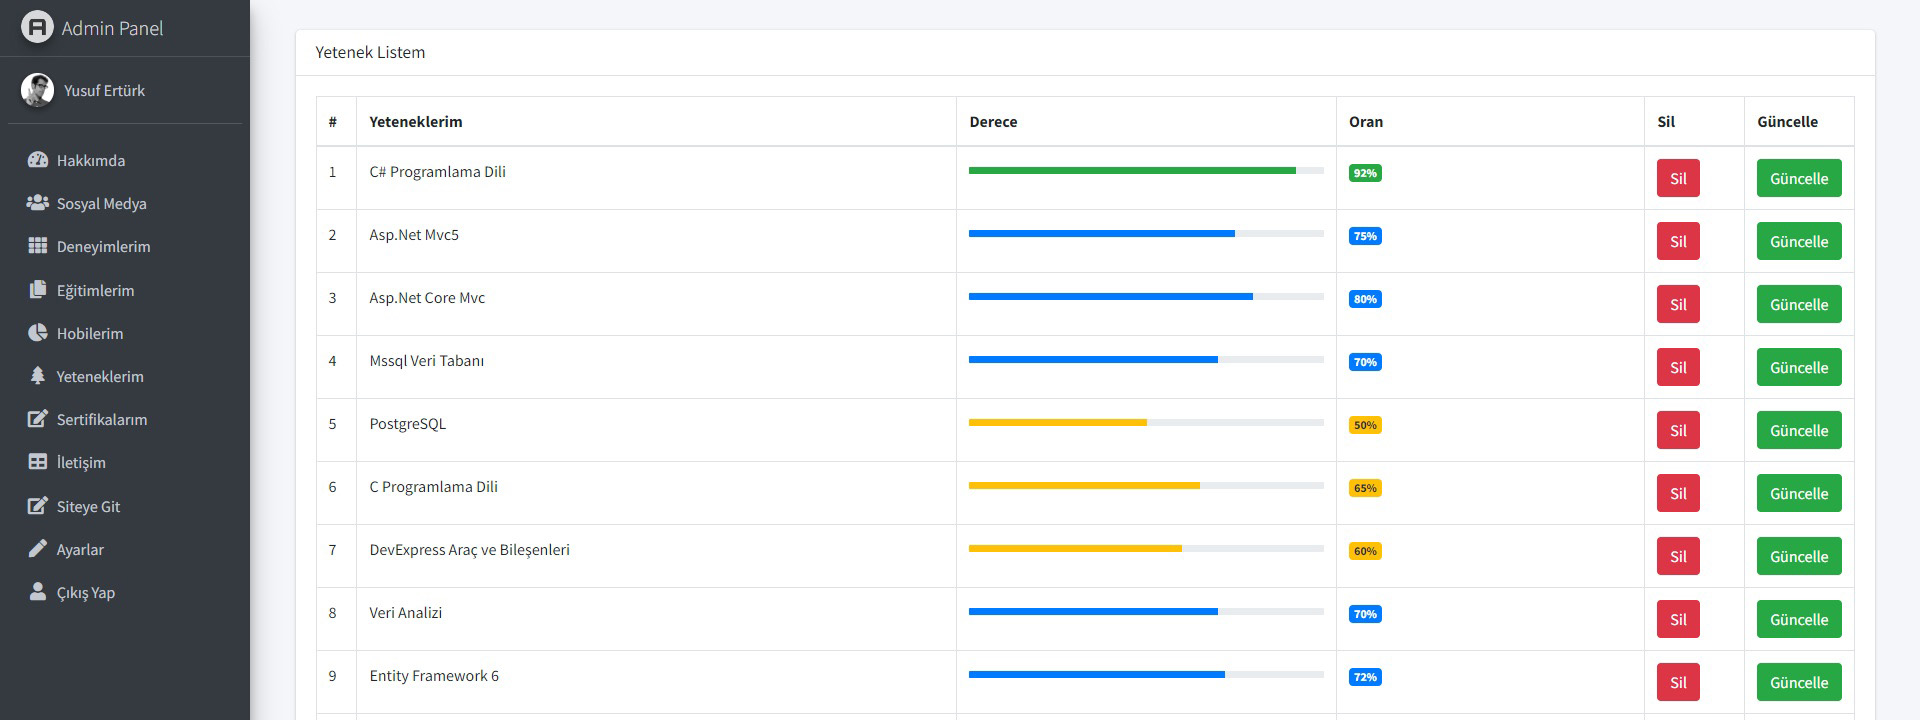 Admin Panel
Yusuf Ertürk
Hakkımda
Sosyal Medya
Deneyimlerim
Eğitimlerim
Hobilerim
Yeteneklerim
Sertifikalarım
İletişim
Siteye Git
Ayarlar
Çıkış Yap
Yetenek Listem
# Yeteneklerim Derece Oran Sil Güncelle
1 C# Programlama Dili 92% Sil Güncelle
2 Asp.Net Mvc5 75% Sil Güncelle
3 Asp.Net Core Mvc 80% Sil Güncelle
4 Mssql Veri Tabanı 70% Sil Güncelle
5 PostgreSQL 50% Sil Güncelle
6 C Programlama Dili 65% Sil Güncelle
7 DevExpress Araç ve Bileşenleri 60% Sil Güncelle
8 Veri Analizi 70% Sil Güncelle
9 Entity Framework 6 72% Sil Güncelle